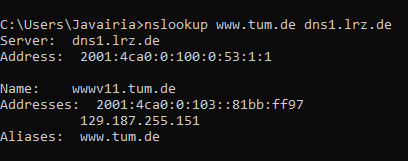 C:\Users\Javairia>nslookup www.tum.de dns1.lrz.de
Server:  dns1.lrz.de
Address:  2001:4ca0:0:100:0:53:1:1
Name:    wwwv11.tum.de
Addresses:  2001:4ca0:0:103::81bb:ff97
129.187.255.151
Aliases:  www.tum.de